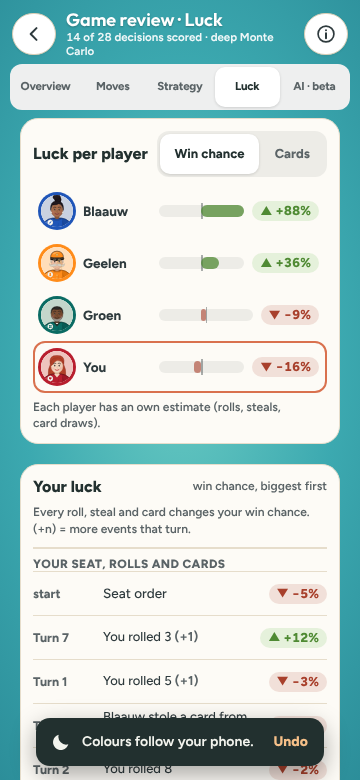 Game review · Luck
14 of 28 decisions scored · deep Monte
Carlo
Overview
Moves
Strategy
Luck
AI · beta
Luck per player
Win chance
Cards
Blaauw
▲ +88%
Geelen
▲ +36%
Groen
▼ -9%
You
▼ -16%
Each player has an own estimate (rolls, steals,
card draws).
Your luck
win chance, biggest first
Every roll, steal and card changes your win chance.
(+n) = more events that turn.
YOUR SEAT, ROLLS AND CARDS
start
Seat order
▼ -5%
Turn 7
You rolled 3 (+1)
▲ +12%
Turn 1
You rolled 5 (+1)
▼ -3%
Blaauw stole a card from
Colours follow your phone.
Undo
Turn 2
You rolled 8
▼ -2%